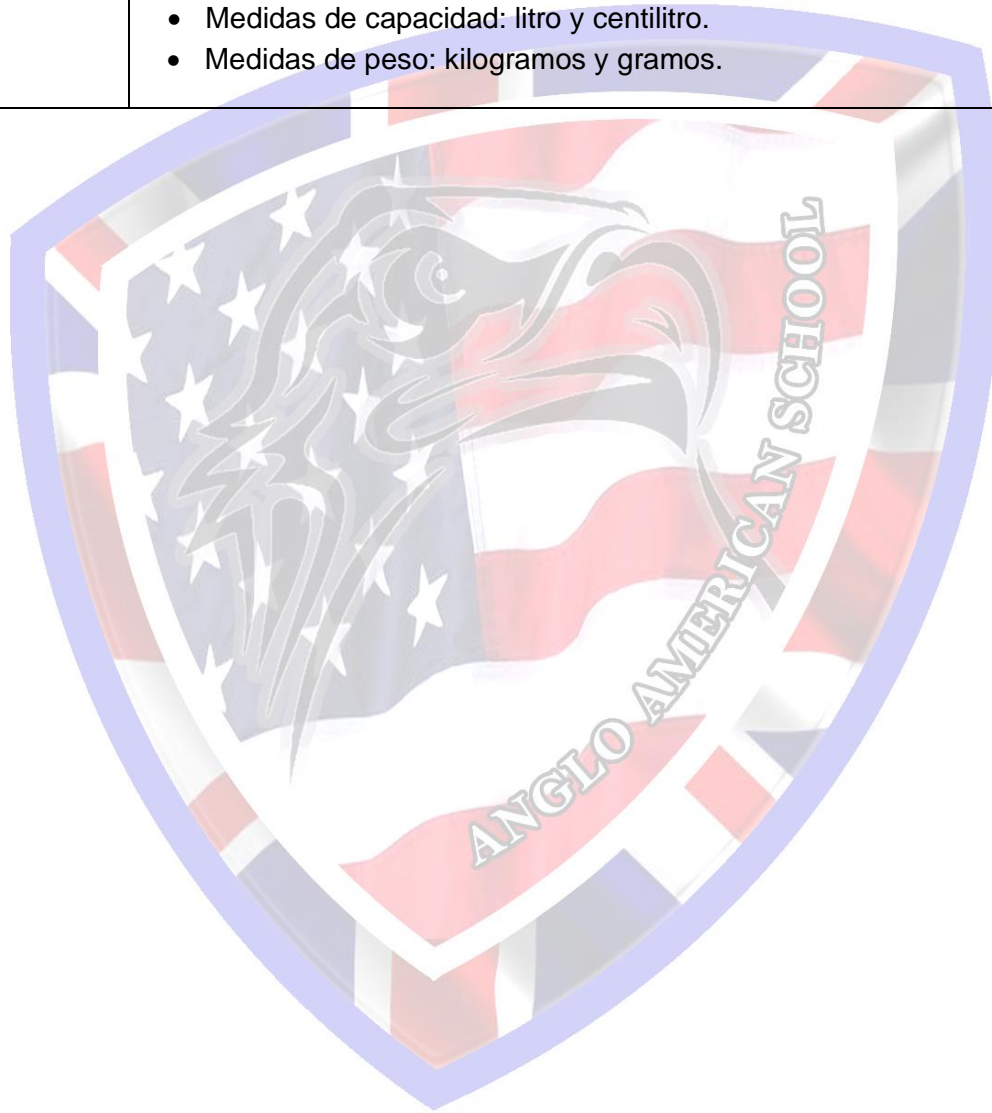 • Medidas de capacidad: litro y centilitro.
• Medidas de peso: kilogramos y gramos.
ANGLO AMERICAN SCHOOL